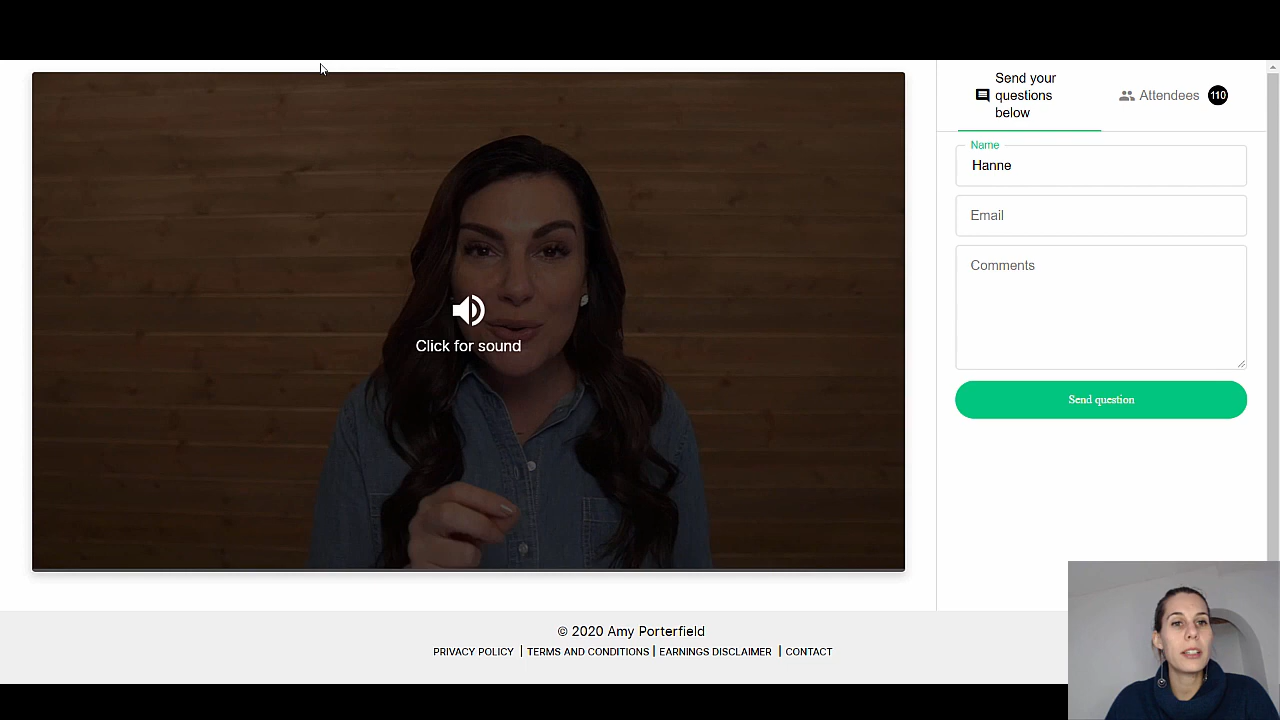 Send your
questions
below
Attendees 110
Name
Hanne
Email
Comments
Send question
Click for sound
© 2020 Amy Porterfield
PRIVACY POLICY | TERMS AND CONDITIONS | EARNINGS DISCLAIMER | CONTACT